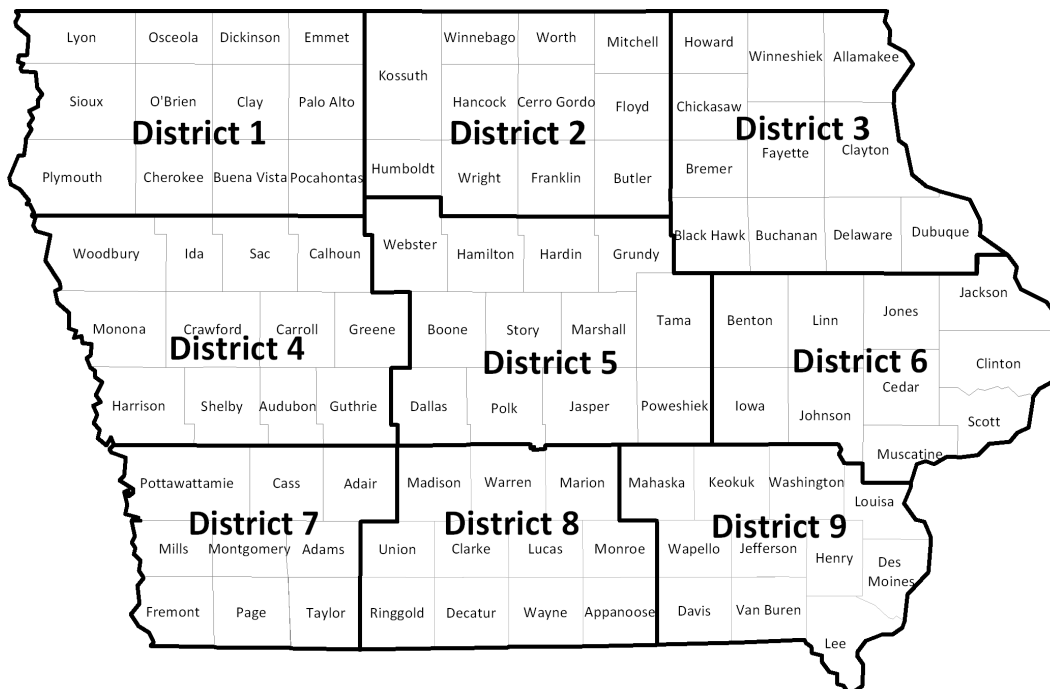 Lyon Osceola Dickinson Emmet Winnebago Worth Mitchell Howard Winneshiek Allamakee
Kossuth
Sioux O'Brien Clay Palo Alto Hancock Cerro Gordo Floyd Chickasaw
District 1 District 2 District 3
Fayette Clayton
Plymouth Cherokee Buena Vista Pocahontas Humboldt Wright Franklin Butler Bremer
Woodbury Ida Sac Calhoun Webster Hamilton Hardin Grundy Black Hawk Buchanan Delaware Dubuque
Jackson
Monona Crawford Carroll Greene Boone Story Marshall Tama Benton Linn Jones
District 4 District 5 District 6
Clinton
Cedar
Harrison Shelby Audubon Guthrie Dallas Polk Jasper Poweshiek Iowa Johnson Scott
Muscatine
Pottawattamie Cass Adair Madison Warren Marion Mahaska Keokuk Washington
Louisa
District 7 District 8 District 9
Mills Montgomery Adams Union Clarke Lucas Monroe Wapello Jefferson Henry
Des
Moines
Fremont Page Taylor Ringgold Decatur Wayne Appanoose Davis Van Buren
Lee